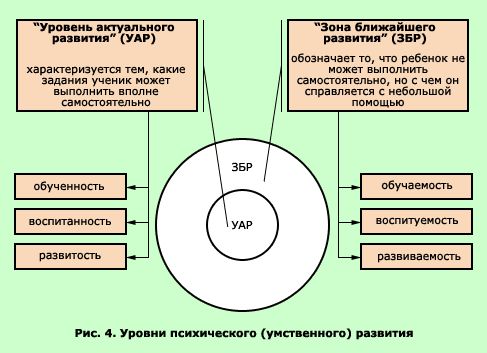 “Уровень актуального
развития” (УАР)
характеризуется тем, какие
задания ученик может
выполнить вполне
самостоятельно
“Зона ближайшего
развития” (ЗБР)
обозначает то, что ребенок не
может выполнить
самостоятельно, но с чем он
справляется с небольшой
помощью
ЗБР
УАР
обученность
воспитанность
развитость
обучаемость
воспитуемость
развиваемость
Рис. 4. Уровни психического (умственного) развития